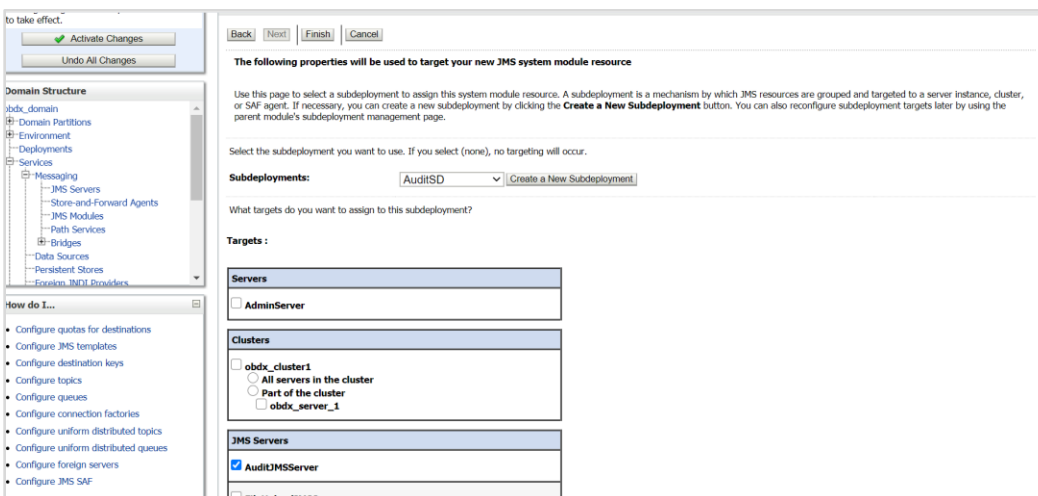 to take effect.
Activate Changes
Undo All Changes
Domain Structure
obdx_domain
Domain Partitions
Environment
Deployments
Services
Messaging
JMS Servers
Store-and-Forward Agents
JMS Modules
Path Services
Bridges
Data Sources
Persistent Stores
Foreign JNDI Providers
How do I...
Configure quotas for destinations
Configure JMS templates
Configure destination keys
Configure topics
Configure queues
Configure connection factories
Configure uniform distributed topics
Configure uniform distributed queues
Configure foreign servers
Configure JMS SAF
Back Next Finish Cancel
The following properties will be used to target your new JMS system module resource
Use this page to select a subdeployment to assign this system module resource. A subdeployment is a mechanism by which JMS resources are grouped and targeted to a server instance, cluster,
or SAF agent. If necessary, you can create a new subdeployment by clicking the Create a New Subdeployment button. You can also reconfigure subdeployment targets later by using the
parent module's subdeployment management page.
Select the subdeployment you want to use. If you select (none), no targeting will occur.
Subdeployments: AuditSD Create a New Subdeployment
What targets do you want to assign to this subdeployment?
Targets :
Servers
AdminServer
Clusters
obdx_cluster1
All servers in the cluster
Part of the cluster
obdx_server_1
JMS Servers
AuditJMSServer